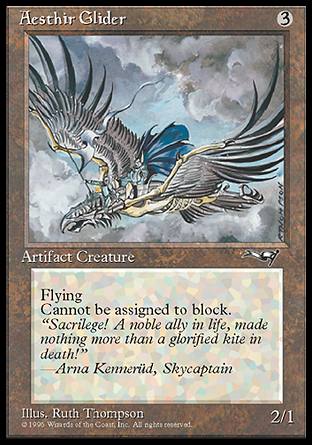 Aesthir Glider 3
Artifact Creature
Flying
Cannot be assigned to block.
“Sacrilege! A noble ally in life, made
nothing more than a glorified kite in
death!”
—Arna Kennerüd, Skycaptain
Illus. Ruth Thompson
©1996 Wizards of the Coast, Inc. All rights reserved.
2/1